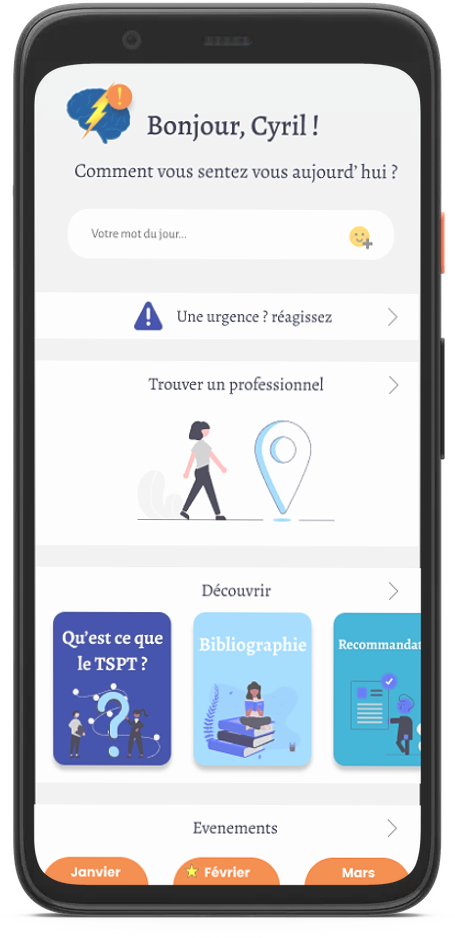 Bonjour, Cyril !
Comment vous sentez vous aujourd' hui ?
Votre mot du jour...
Une urgence ? réagissez
Trouver un professionnel
Découvrir
Qu'est ce que
le TSPT ?
Bibliographie
Recommandat
Evenements
Janvier
Février
Mars